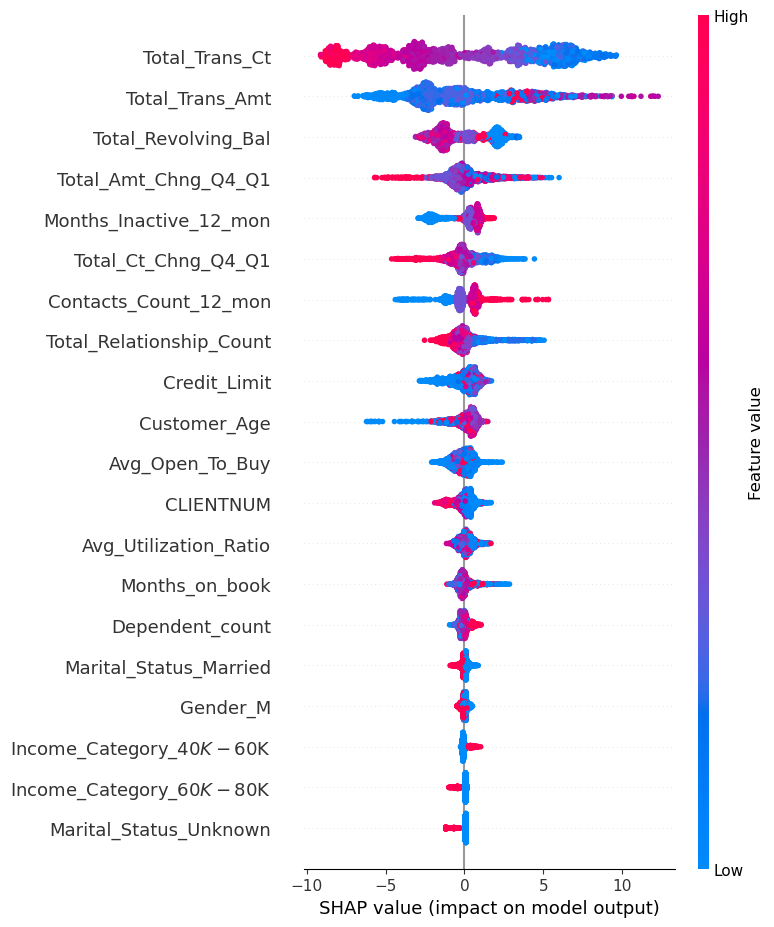 High
Total_Trans_Ct
Total_Trans_Amt
Total_Revolving_Bal
Total_Amt_Chng_Q4_Q1
Months_Inactive_12_mon
Total_Ct_Chng_Q4_Q1
Contacts_Count_12_mon
Total_Relationship_Count
Credit_Limit
Customer_Age
Avg_Open_To_Buy
CLIENTNUM
Avg_Utilization_Ratio
Months_on_book
Dependent_count
Marital_Status_Married
Gender_M
Income_Category_40K − 60K
Income_Category_60K − 80K
Marital_Status_Unknown
Feature value
Low
−10 −5 0 5 10
SHAP value (impact on model output)